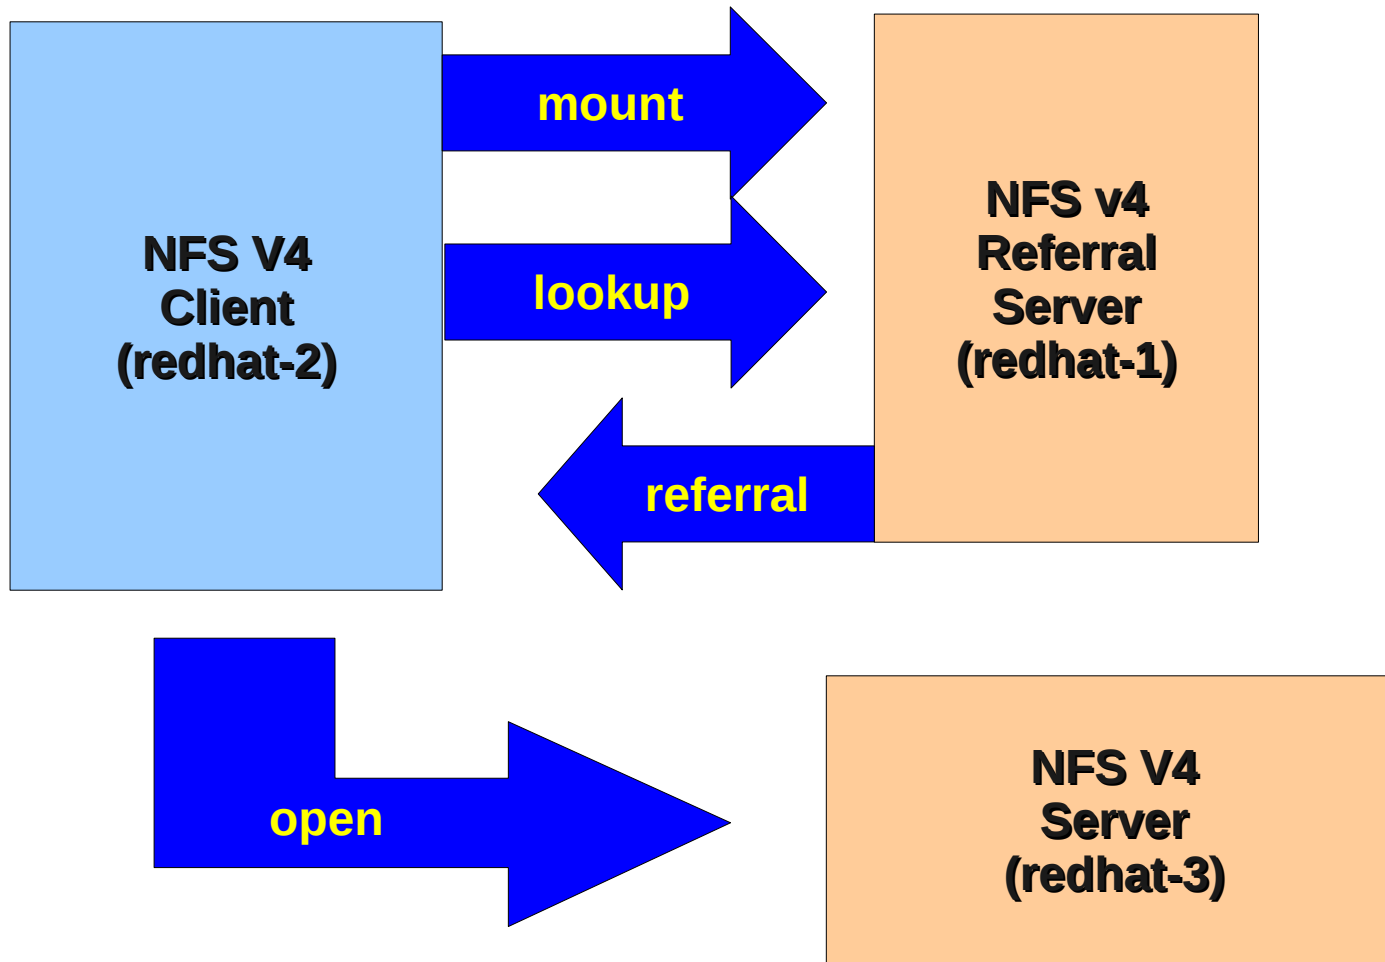 mount
NFS V4
Client
(redhat-2)
lookup
NFS v4
Referral
Server
(redhat-1)
referral
open
NFS V4
Server
(redhat-3)